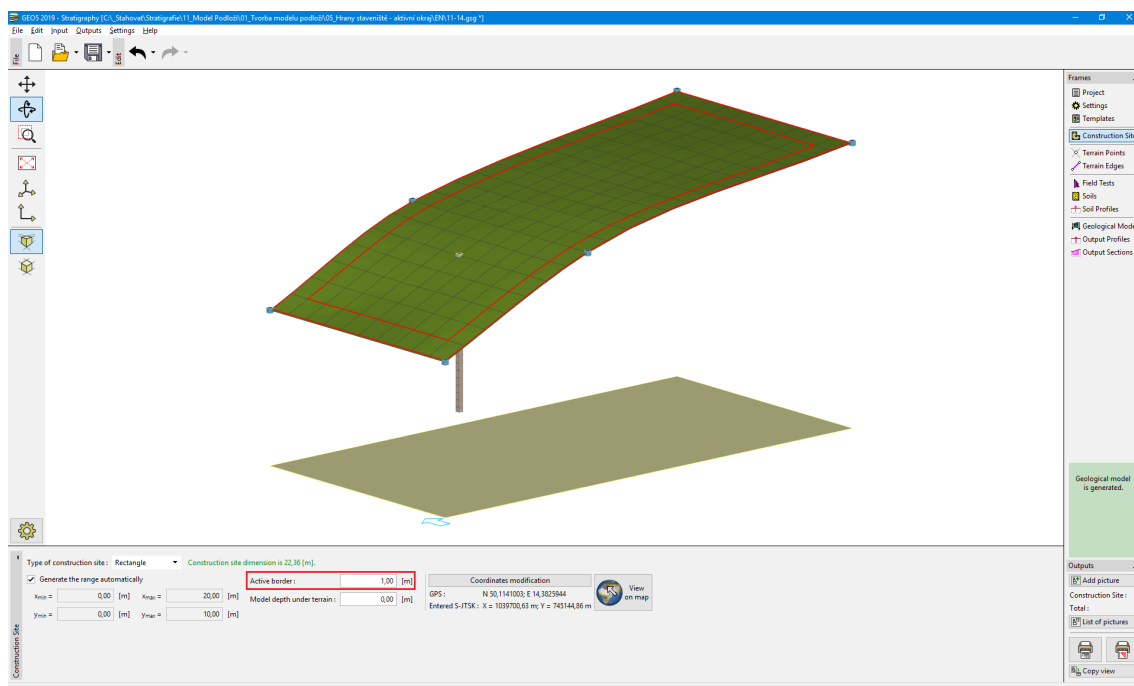 GEO5 2019 - Stratigraphy [C:\_Stahovat\Stratigrafie\11_Model Podloží\01_Tvorba modelu podloží\05_Hrany staveniště - aktivní okraj\EN\11-14.gsg *]
File Edit Input Outputs Settings Help
File
Edit
Frames
Project
Settings
Templates
Construction Site
Terrain Points
Terrain Edges
Field Tests
Soils
Soil Profiles
Geological Mode
Output Profiles
Output Sections
Geological model
is generated.
Type of construction site : Rectangle Construction site dimension is 22,36 [m].
Generate the range automatically
Active border : 1,00 [m]
xmin = 0,00 [m] xmax = 20,00 [m]
Model depth under terrain : 0,00 [m]
ymin = 0,00 [m] ymax = 10,00 [m]
Coordinates modification
GPS : N 50,1141003; E 14,3825944
Entered S-JTSK : X = 1039700,63 m; Y = 745144,86 m
View
on map
Construction Site
Outputs
Add picture
Construction Site :
Total :
List of pictures
Copy view